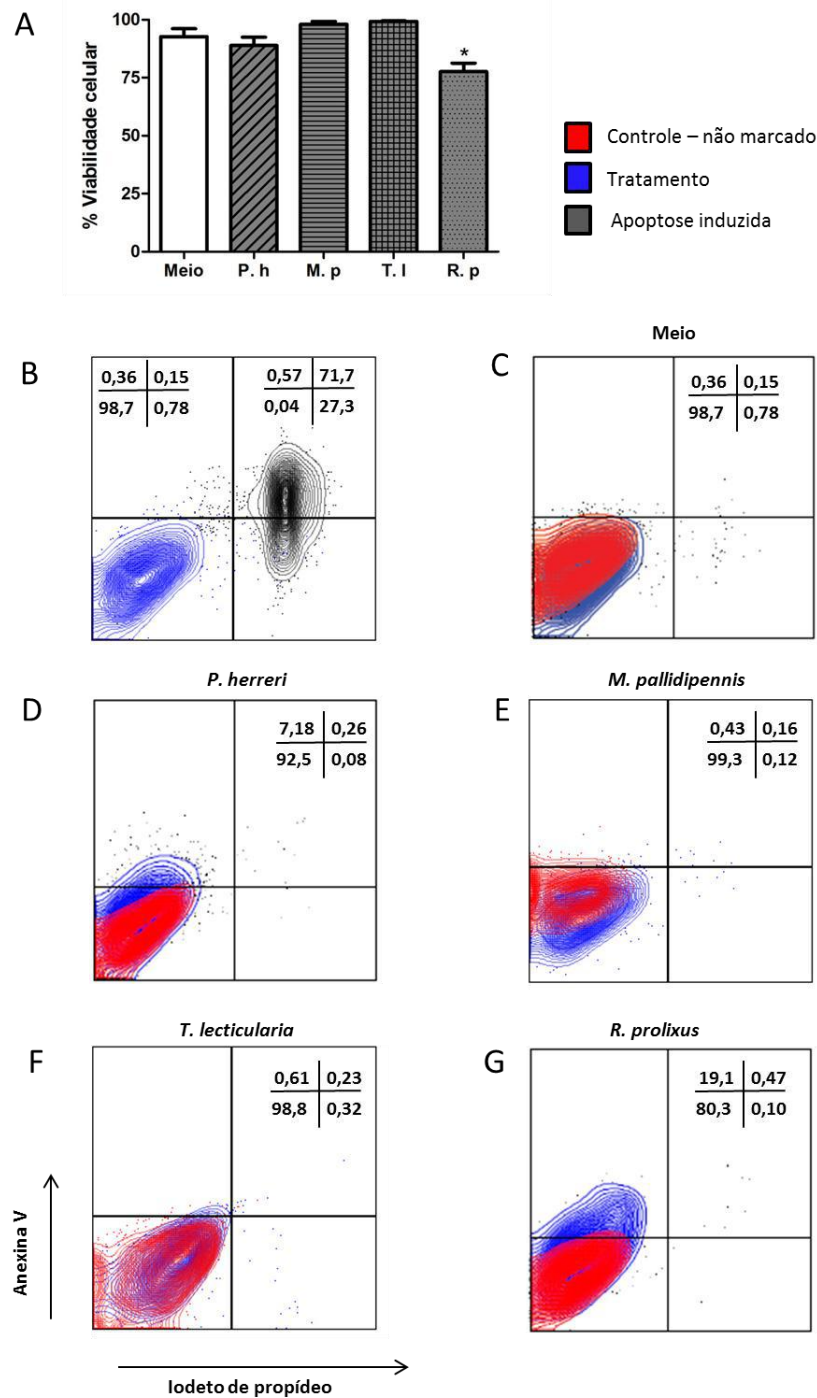 A
% Viabilidade celular
100
75
50
25
0
Meio P. h M. p T. l R. p
*
Controle – não marcado
Tratamento
Apoptose induzida
B
0,36 0,15
98,7 0,78
0,57 71,7
0,04 27,3
Meio
C
0,36 0,15
98,7 0,78
P. herreri
D
7,18 0,26
92,5 0,08
M. pallidipennis
E
0,43 0,16
99,3 0,12
T. lecticularia
F
0,61 0,23
98,8 0,32
R. prolixus
G
19,1 0,47
80,3 0,10
Anexina V
Iodeto de propídeo